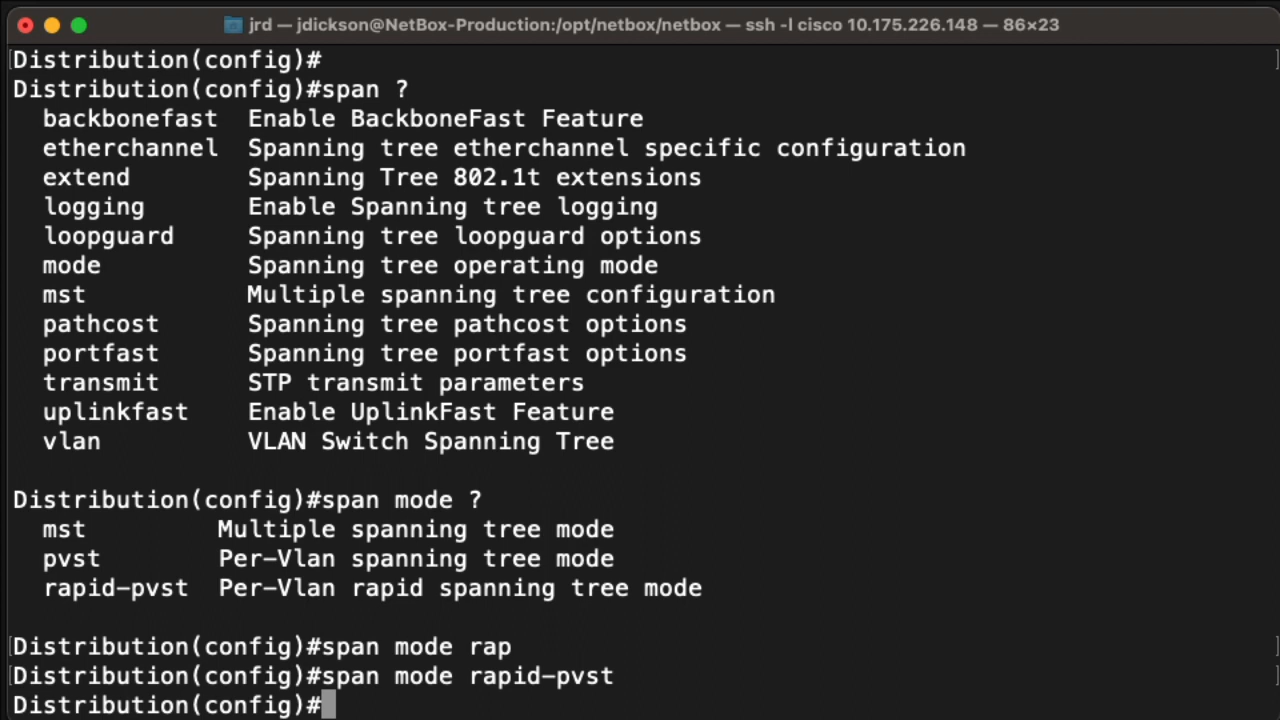 jrd — jdickson@NetBox-Production:/opt/netbox/netbox — ssh -l cisco 10.175.226.148 — 86×23
Distribution(config)#
Distribution(config)#span ?
  backbonefast  Enable BackboneFast Feature
  etherchannel  Spanning tree etherchannel specific configuration
  extend        Spanning Tree 802.1t extensions
  logging       Enable Spanning tree logging
  loopguard     Spanning tree loopguard options
  mode          Spanning tree operating mode
  mst           Multiple spanning tree configuration
  pathcost      Spanning tree pathcost options
  portfast      Spanning tree portfast options
  transmit      STP transmit parameters
  uplinkfast    Enable UplinkFast Feature
  vlan          VLAN Switch Spanning Tree
Distribution(config)#span mode ?
  mst         Multiple spanning tree mode
  pvst        Per-Vlan spanning tree mode
  rapid-pvst  Per-Vlan rapid spanning tree mode
Distribution(config)#span mode rap
Distribution(config)#span mode rapid-pvst
Distribution(config)#